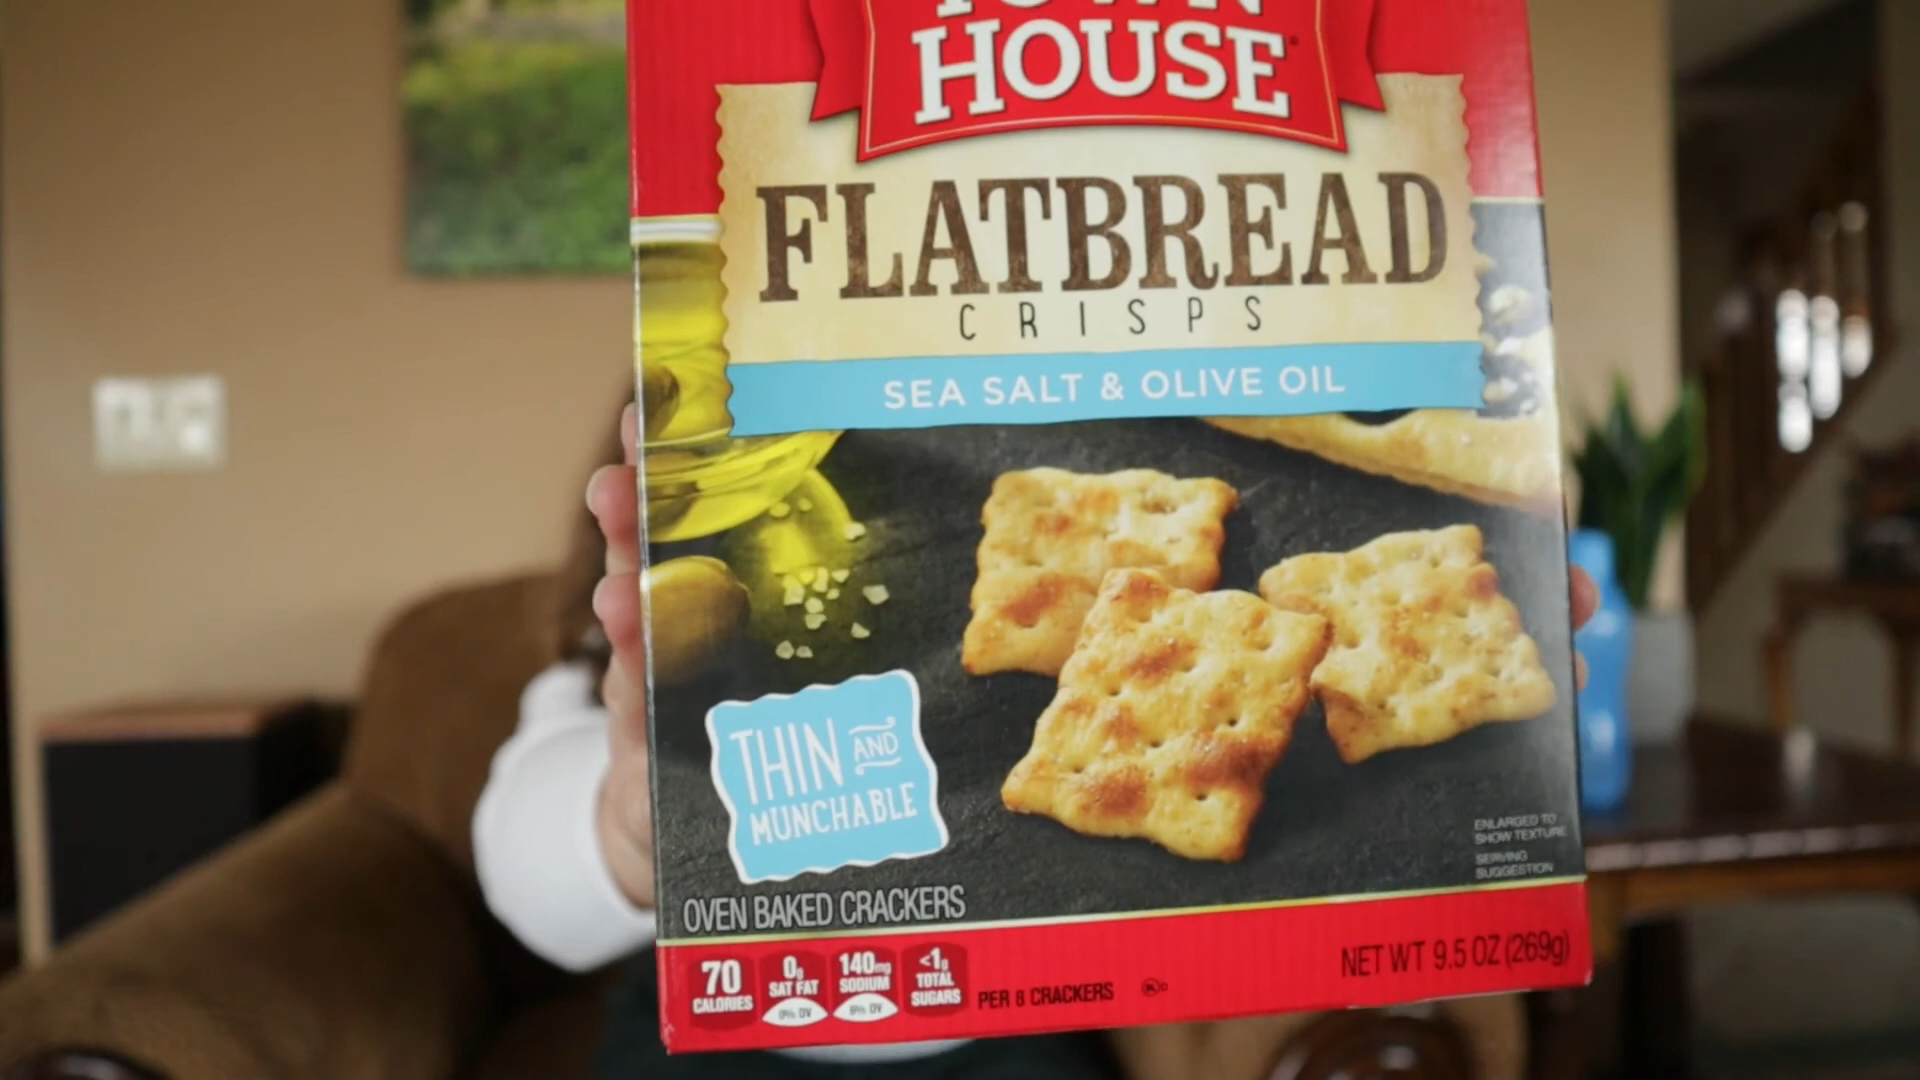 TOWN
HOUSE
FLATBREAD
CRISPS
SEA SALT & OLIVE OIL
THIN AND
MUNCHABLE
ENLARGED TO
SHOW TEXTURE
SERVING
SUGGESTION
OVEN BAKED CRACKERS
NET WT 9.5 OZ (269g)
70
CALORIES
0g
SAT FAT
0% DV
140mg
SODIUM
6% DV
<1g
TOTAL
SUGARS
PER 8 CRACKERS